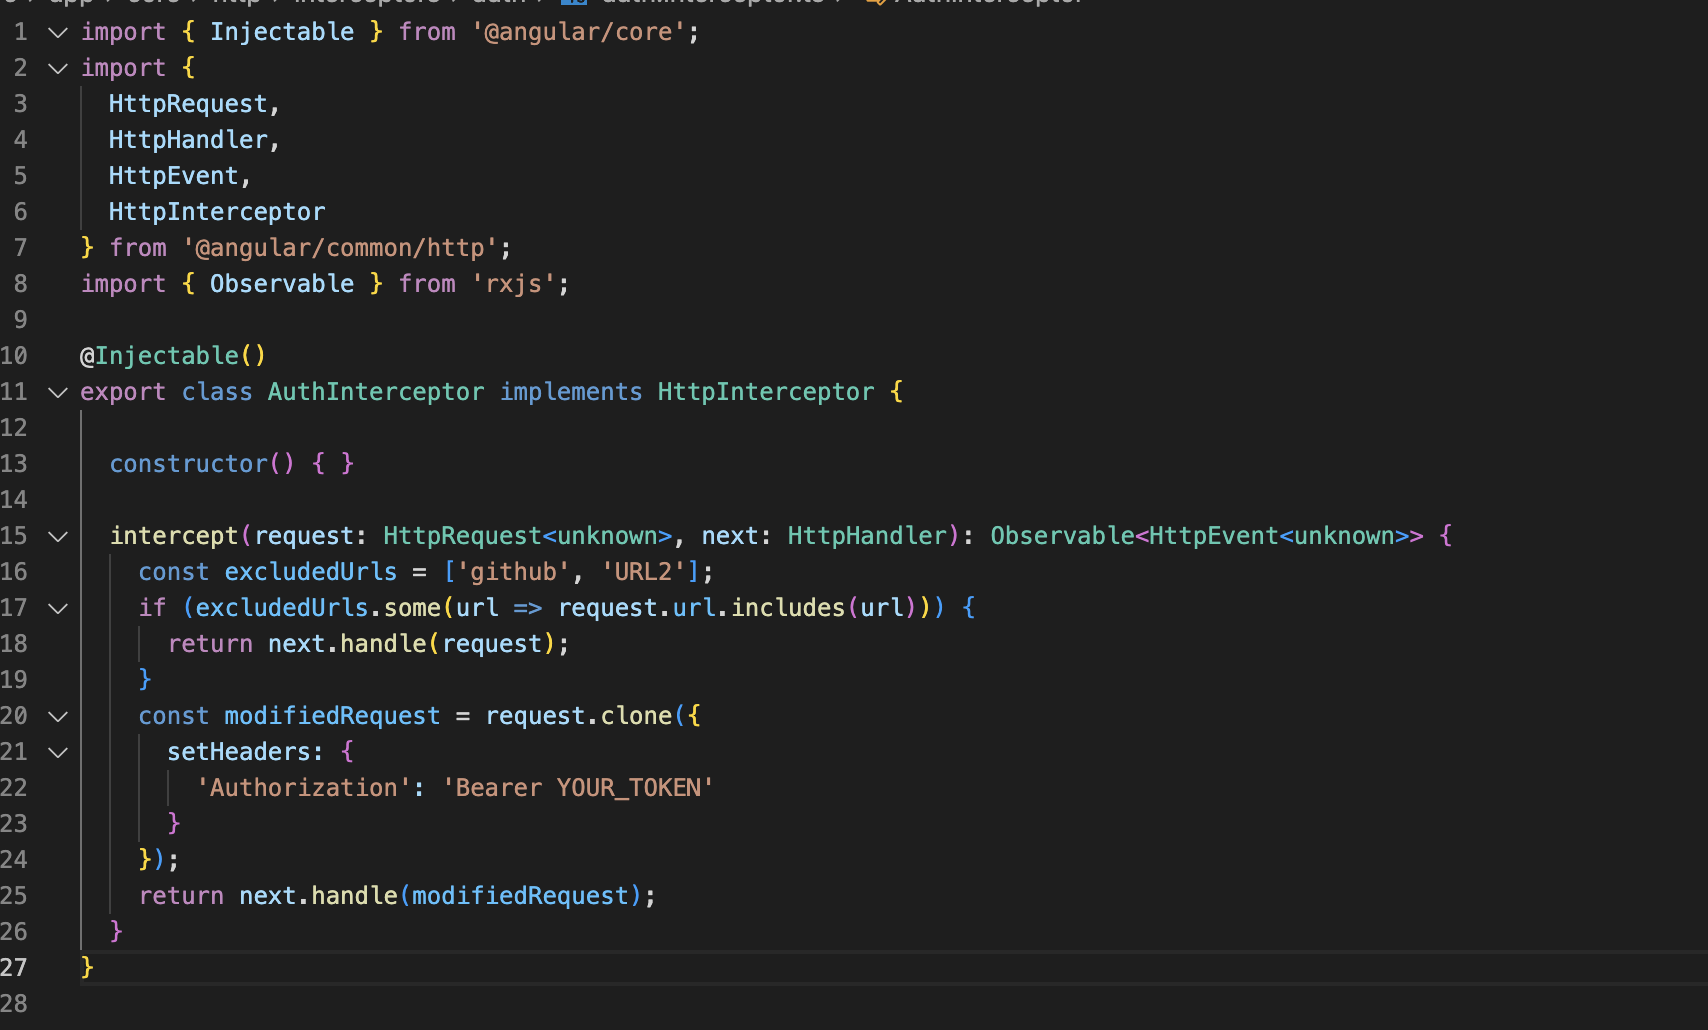 1 import { Injectable } from '@angular/core';
2 import {
3   HttpRequest,
4   HttpHandler,
5   HttpEvent,
6   HttpInterceptor
7 } from '@angular/common/http';
8 import { Observable } from 'rxjs';
9
10 @Injectable()
11 export class AuthInterceptor implements HttpInterceptor {
12
13   constructor() { }
14
15   intercept(request: HttpRequest<unknown>, next: HttpHandler): Observable<HttpEvent<unknown>> {
16     const excludedUrls = ['github', 'URL2'];
17     if (excludedUrls.some(url => request.url.includes(url))) {
18       return next.handle(request);
19     }
20     const modifiedRequest = request.clone({
21       setHeaders: {
22         'Authorization': 'Bearer YOUR_TOKEN'
23       }
24     });
25     return next.handle(modifiedRequest);
26   }
27 }
28